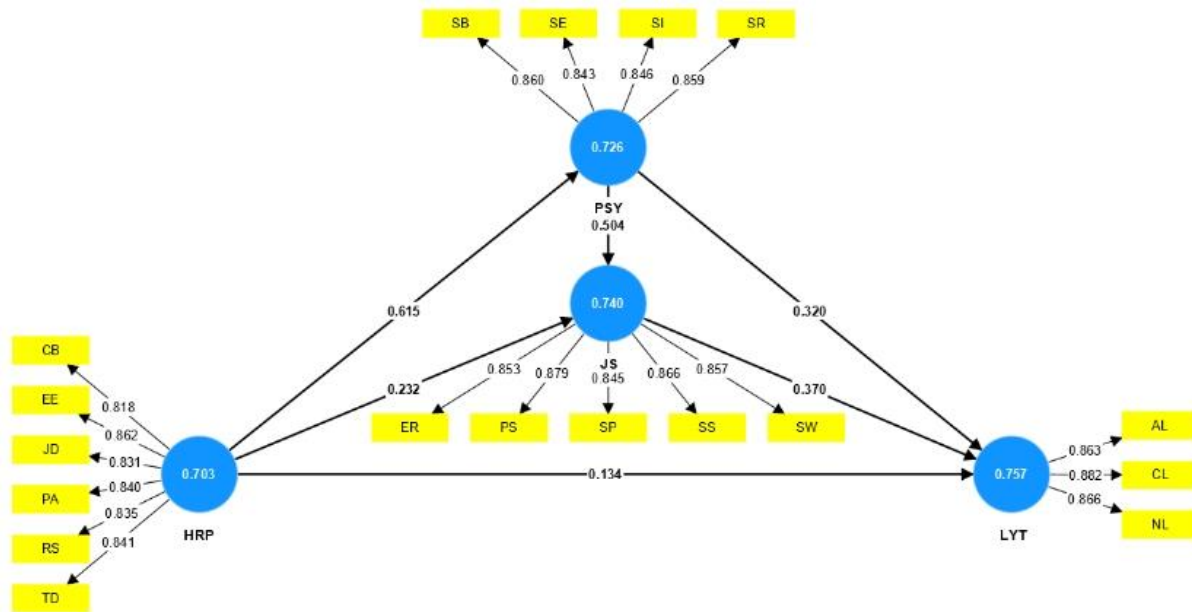 SB SE SI SR
0.860 0.843 0.846 0.859
0.726
PSY
0.504
0.740
0.615
0.320
CB
EE
JD
PA
RS
TD
0.818
0.862
0.831
0.840
0.835
0.841
0.703
HRP
0.232
JS
0.853 0.879 0.845 0.866 0.857
ER PS SP SS SW
0.370
0.134
0.757
LYT
0.863
0.882
0.866
AL
CL
NL